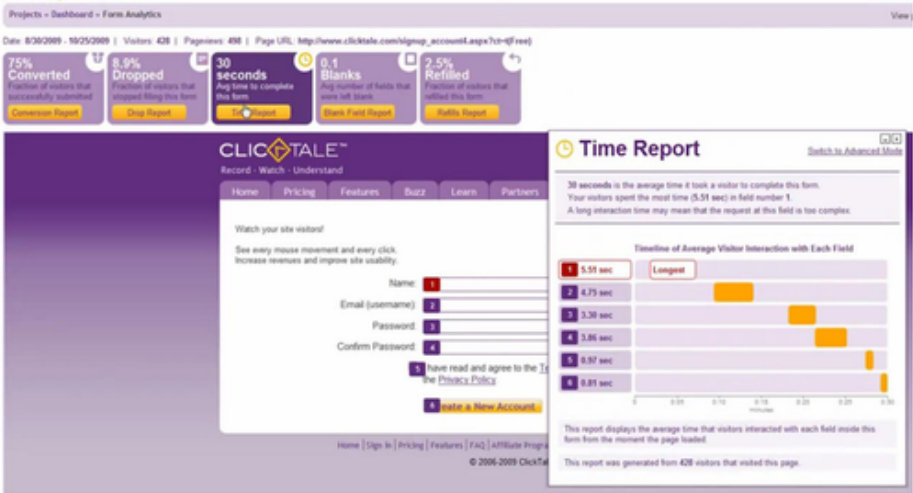 Projects » Dashboard » Form Analytics
View
Date: 8/30/2009 - 10/25/2009 | Visitors: 428 | Pageviews: 498 | Page URL: http://www.clicktale.com/signup_account4.aspx?ct=t(Free)
75%
Converted
Fraction of visitors that
successfully submitted
Conversion Report
8.9%
Dropped
Fraction of visitors that
stopped filling this form
Drop Report
30
seconds
Avg time to complete
this form
Time Report
0.1
Blanks
Avg number of fields that
were left blank
Blank Field Report
2.5%
Refilled
Fraction of visitors that
refilled this form
Refills Report
CLICKTALE™
Record - Watch - Understand
Home
Pricing
Features
Buzz
Learn
Partners
Watch your site visitors!
See every mouse movement and every click.
Increase revenues and improve site usability.
Name: 1
Email (username): 2
Password: 3
Confirm Password: 4
5 have read and agree to the Te
the Privacy Policy.
6 reate a New Account
Home | Sign In | Pricing | Features | FAQ | Affiliate Progra
© 2006-2009 ClickTal
Time Report
Switch to Advanced Mode
30 seconds is the average time it took a visitor to complete this form.
Your visitors spent the most time (5.51 sec) in field number 1.
A long interaction time may mean that the request at this field is too complex.
Timeline of Average Visitor Interaction with Each Field
1 5.51 sec Longest
2 4.75 sec
3 3.30 sec
4 3.86 sec
5 0.97 sec
6 0.81 sec
0 0:05 0:10 0:15 0:20 0:25 0:30
minutes
This report displays the average time that visitors interacted with each field inside this
form from the moment the page loaded.
This report was generated from 428 visitors that visited this page.